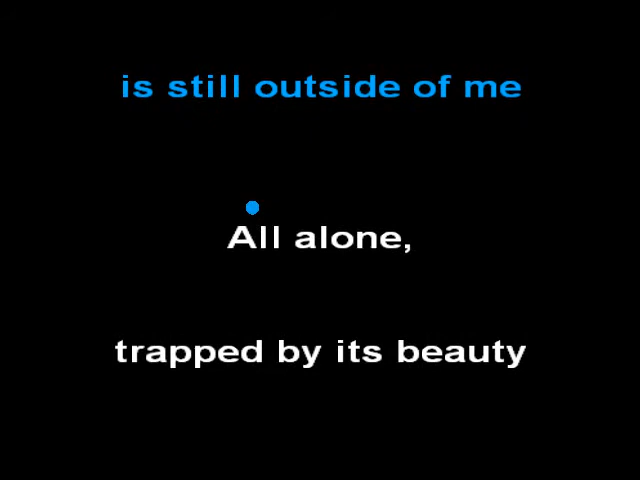 is still outside of me
All alone,
trapped by its beauty